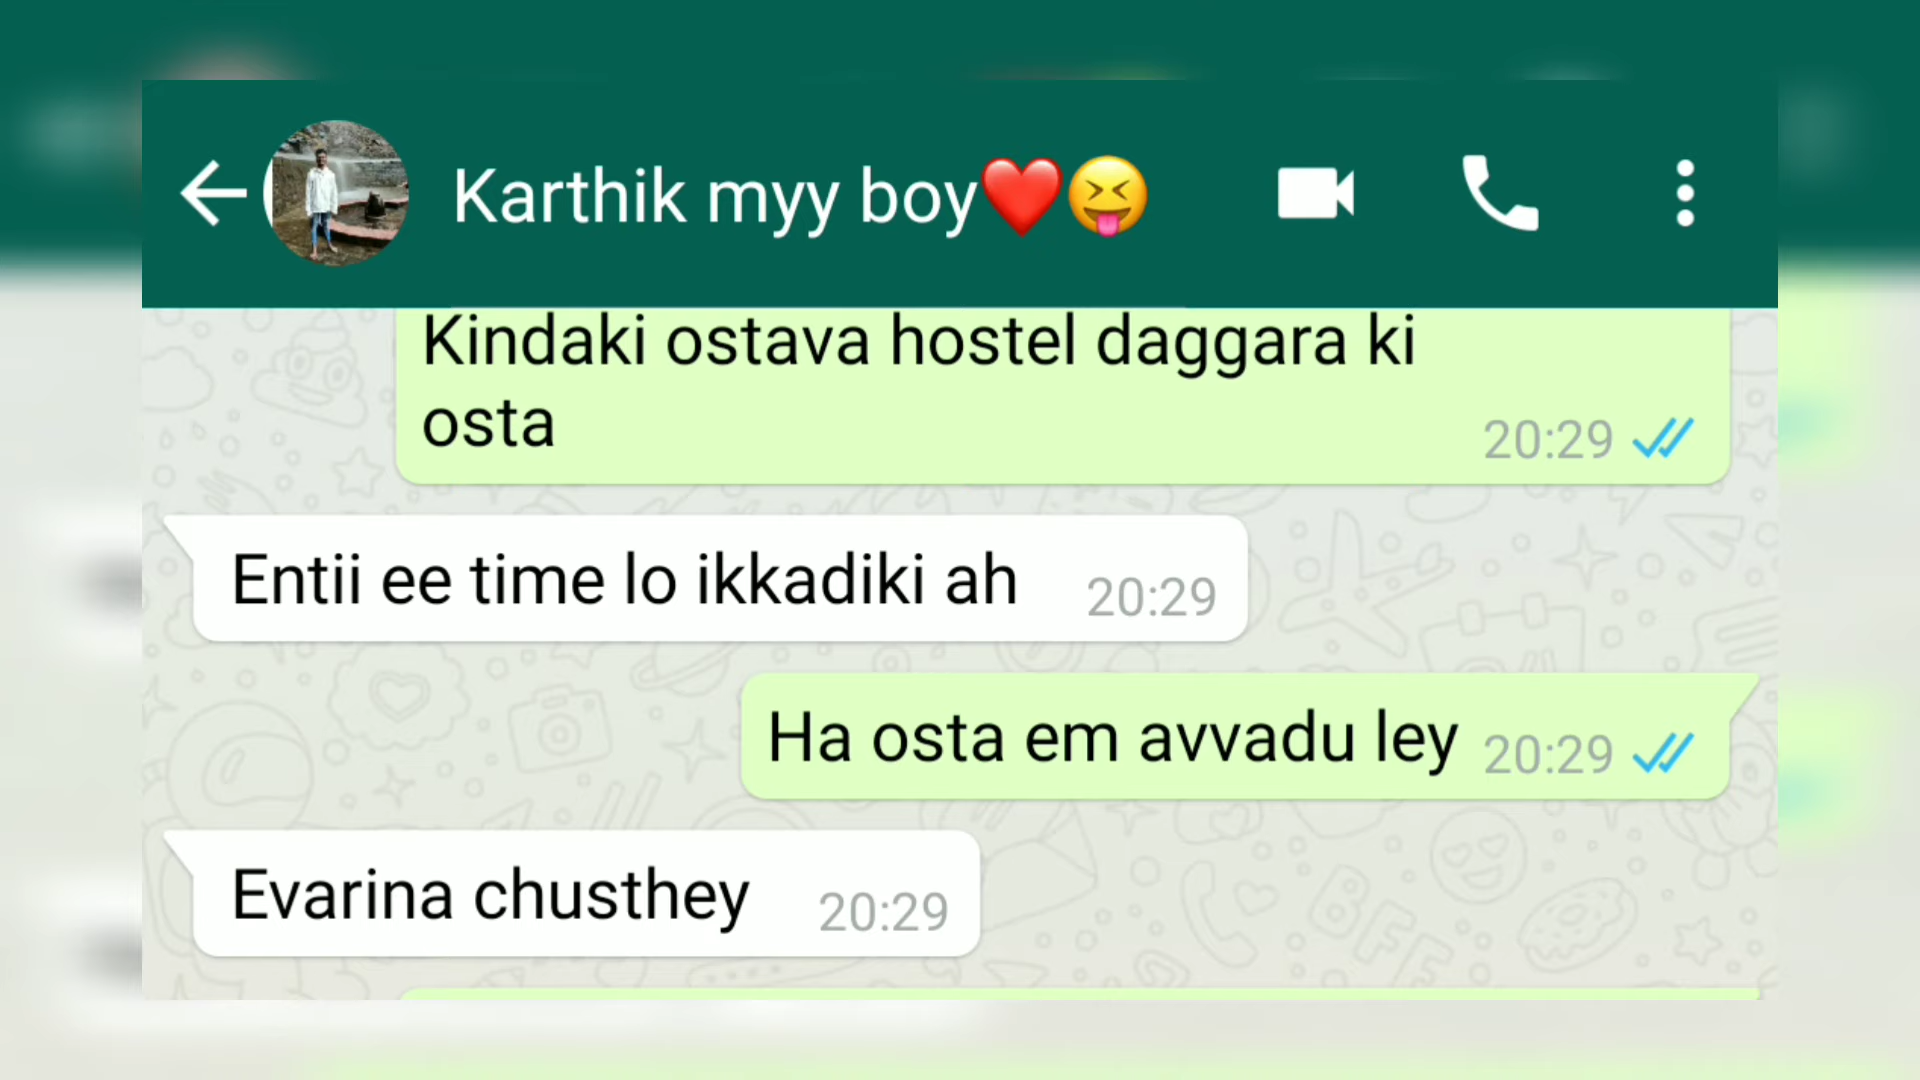 Karthik myy boy❤️😝
Kindaki ostava hostel daggara ki
osta
20:29
Entii ee time lo ikkadiki ah 20:29
Ha osta em avvadu ley 20:29
Evarina chusthey 20:29